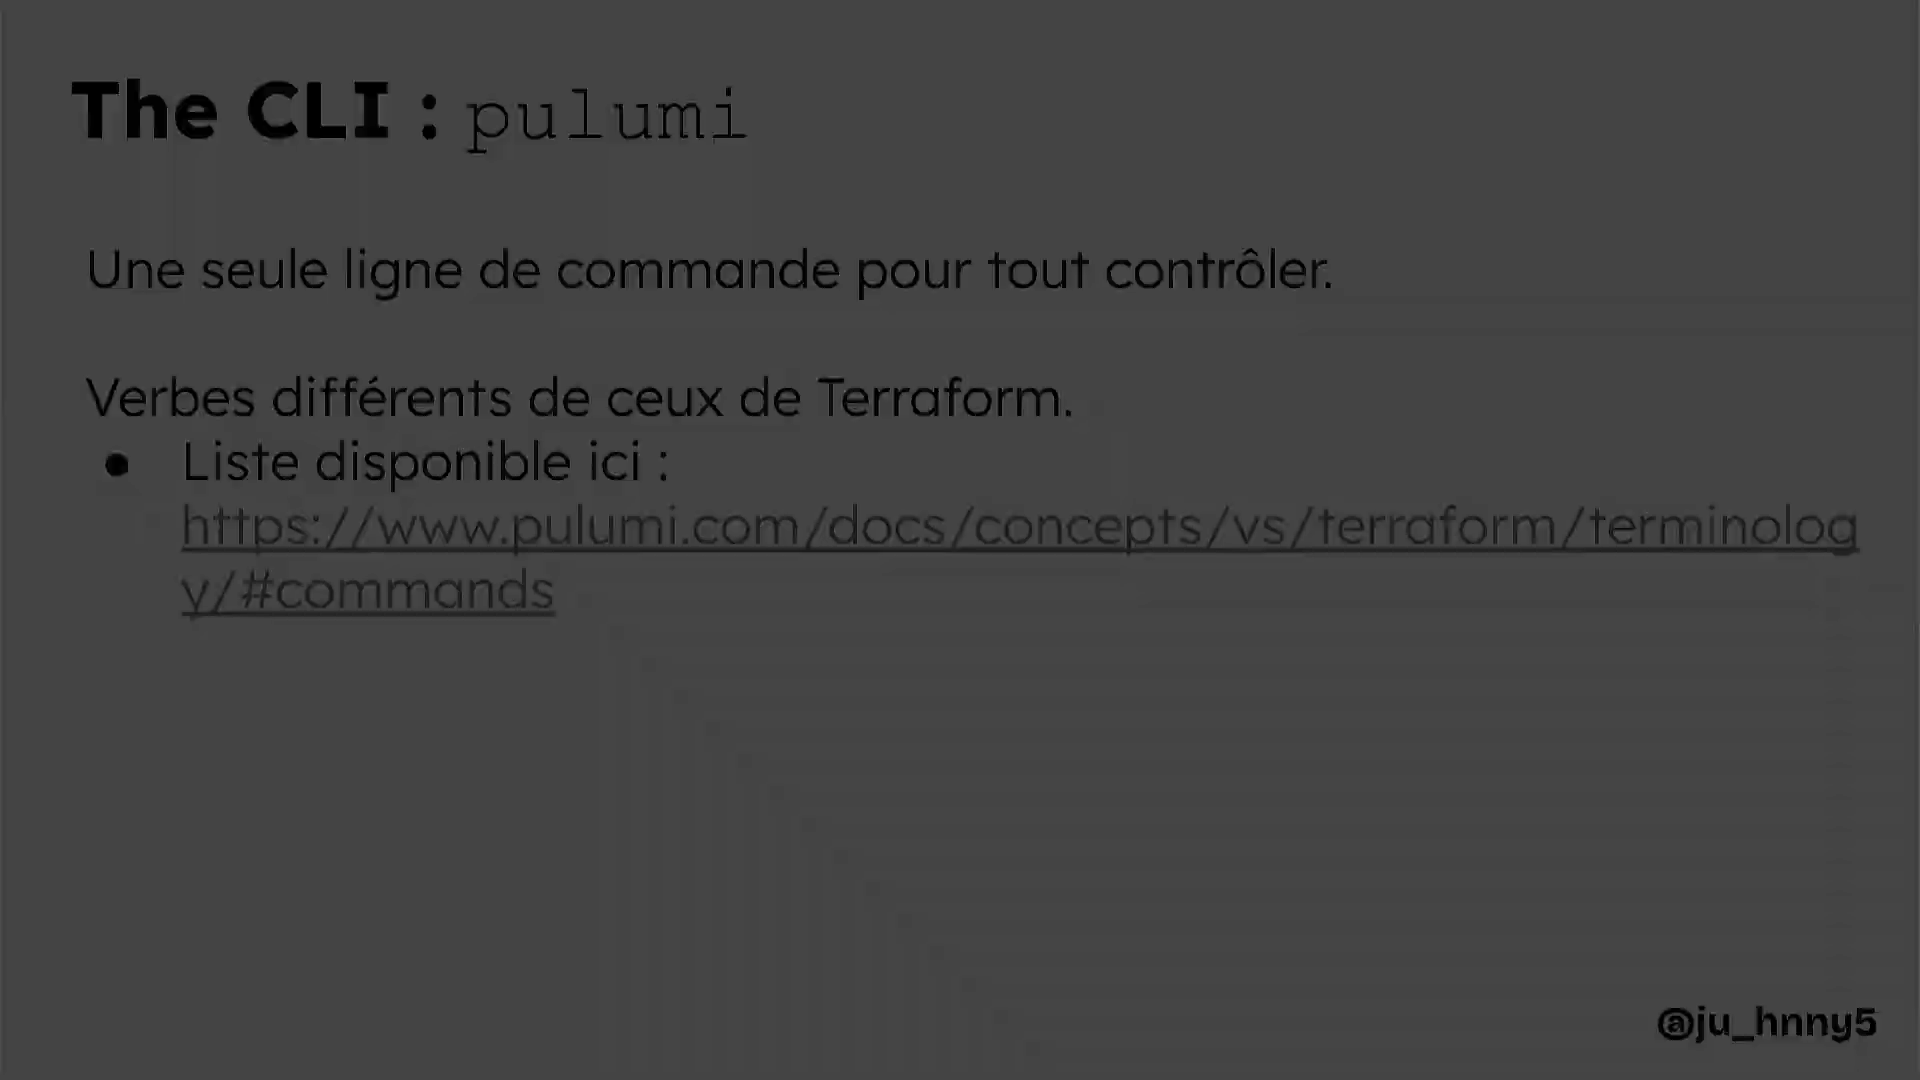 The CLI : pulumi
Une seule ligne de commande pour tout contrôler.
Verbes différents de ceux de Terraform.
● Liste disponible ici :
https://www.pulumi.com/docs/concepts/vs/terraform/terminolog
y/#commands
@ju_hnny5